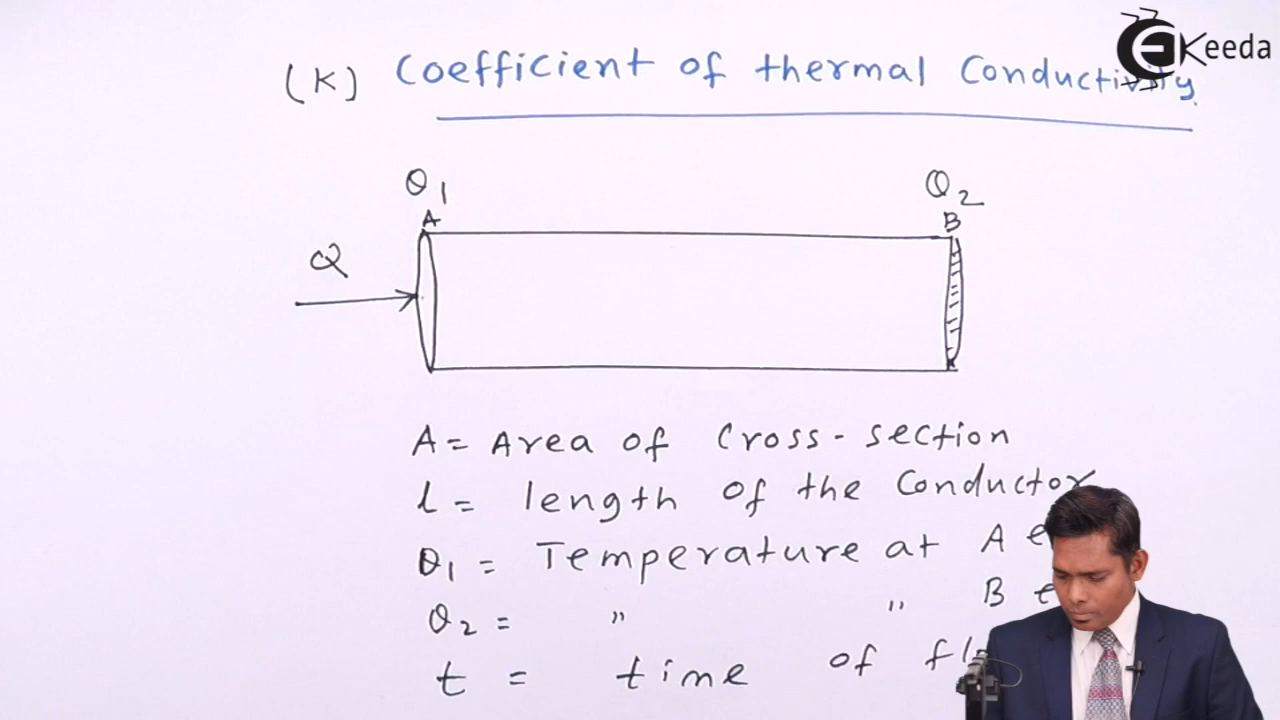 EKeeda
(K) Coefficient of thermal Conductivity
θ1 θ2
A B
Q
A = Area of Cross-section
l = length of the Conductor
θ1 = Temperature at A
θ2 = " " B
t = time of